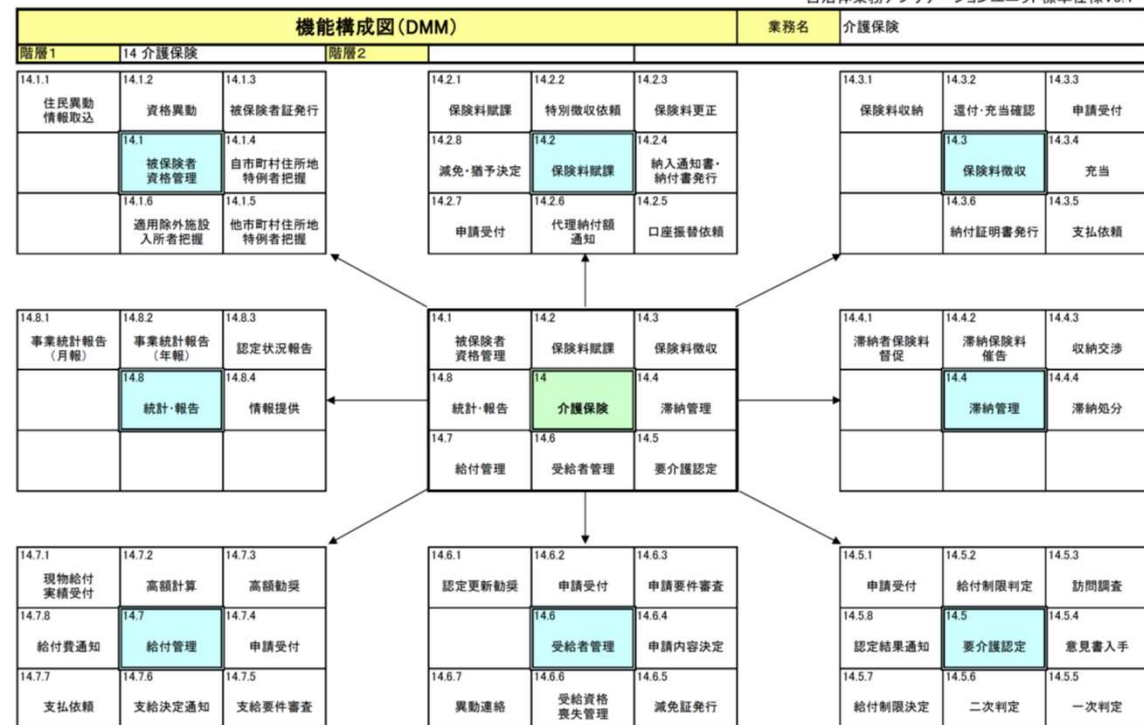 機能構成図(DMM)
業務名
介護保険
階層1
14 介護保険
階層2
14.1.1
住民異動
情報取込
14.1.2
資格異動
14.1.3
被保険者証発行
14.1
被保険者
資格管理
14.1.4
自市町村住所地
特例者把握
14.1.6
適用除外施設
入所者把握
14.1.5
他市町村住所地
特例者把握
14.2.1
保険料賦課
14.2.2
特別徴収依頼
14.2.3
保険料更正
14.2.8
減免・猶予決定
14.2
保険料賦課
14.2.4
納入通知書・
納付書発行
14.2.7
申請受付
14.2.6
代理納付額
通知
14.2.5
口座振替依頼
14.3.1
保険料収納
14.3.2
還付・充当確認
14.3.3
申請受付
14.3
保険料徴収
14.3.4
充当
14.3.6
納付証明書発行
14.3.5
支払依頼
14.8.1
事業統計報告
(月報)
14.8.2
事業統計報告
(年報)
14.8.3
認定状況報告
14.8
統計・報告
14.8.4
情報提供
14.1
被保険者
資格管理
14.2
保険料賦課
14.3
保険料徴収
14.8
統計・報告
14
介護保険
14.4
滞納管理
14.7
給付管理
14.6
受給者管理
14.5
要介護認定
14.4.1
滞納者保険料
督促
14.4.2
滞納保険料
催告
14.4.3
収納交渉
14.4
滞納管理
14.4.4
滞納処分
14.7.1
現物給付
実績受付
14.7.2
高額計算
14.7.3
高額勧奨
14.7.8
給付費通知
14.7
給付管理
14.7.4
申請受付
14.7.7
支払依頼
14.7.6
支給決定通知
14.7.5
支給要件審査
14.6.1
認定更新勧奨
14.6.2
申請受付
14.6.3
申請要件審査
14.6
受給者管理
14.6.4
申請内容決定
14.6.7
異動連絡
14.6.6
受給資格
喪失管理
14.6.5
減免証発行
14.5.1
申請受付
14.5.2
給付制限判定
14.5.3
訪問調査
14.5.8
認定結果通知
14.5
要介護認定
14.5.4
意見書入手
14.5.7
給付制限決定
14.5.6
二次判定
14.5.5
一次判定